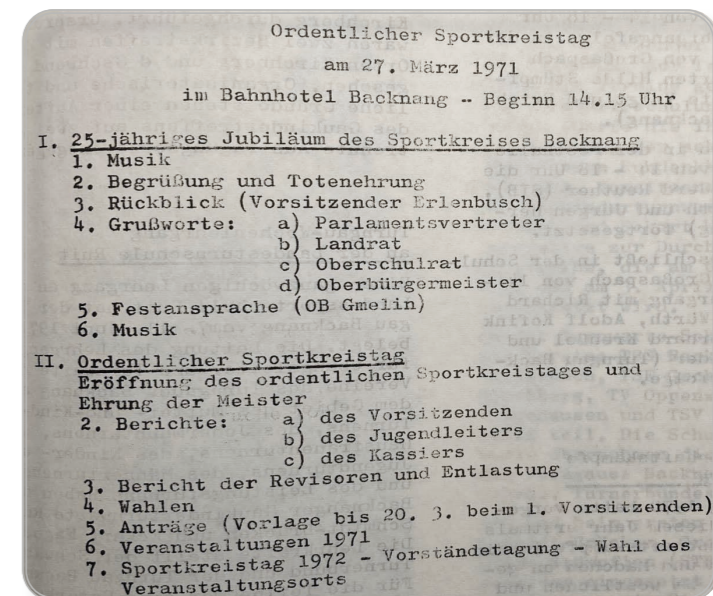 Ordentlicher Sportkreistag
am 27. März 1971
im Bahnhotel Backnang -- Beginn 14.15 Uhr
I. 25-jähriges Jubiläum des Sportkreises Backnang
1. Musik
2. Begrüßung und Totenehrung
3. Rückblick (Vorsitzender Erlenbusch)
4. Grußworte: a) Parlamentsvertreter
b) Landrat
c) Oberschulrat
d) Oberbürgermeister
5. Festansprache (OB Gmelin)
6. Musik
II. Ordentlicher Sportkreistag
Eröffnung des ordentlichen Sportkreistages und
Ehrung der Meister
2. Berichte: a) des Vorsitzenden
b) des Jugendleiters
c) des Kassiers
3. Bericht der Revisoren und Entlastung
4. Wahlen
5. Anträge (Vorlage bis 20. 3. beim 1. Vorsitzenden)
6. Veranstaltungen 1971
7. Sportkreistag 1972 - Vorständetagung - Wahl des
Veranstaltungsorts